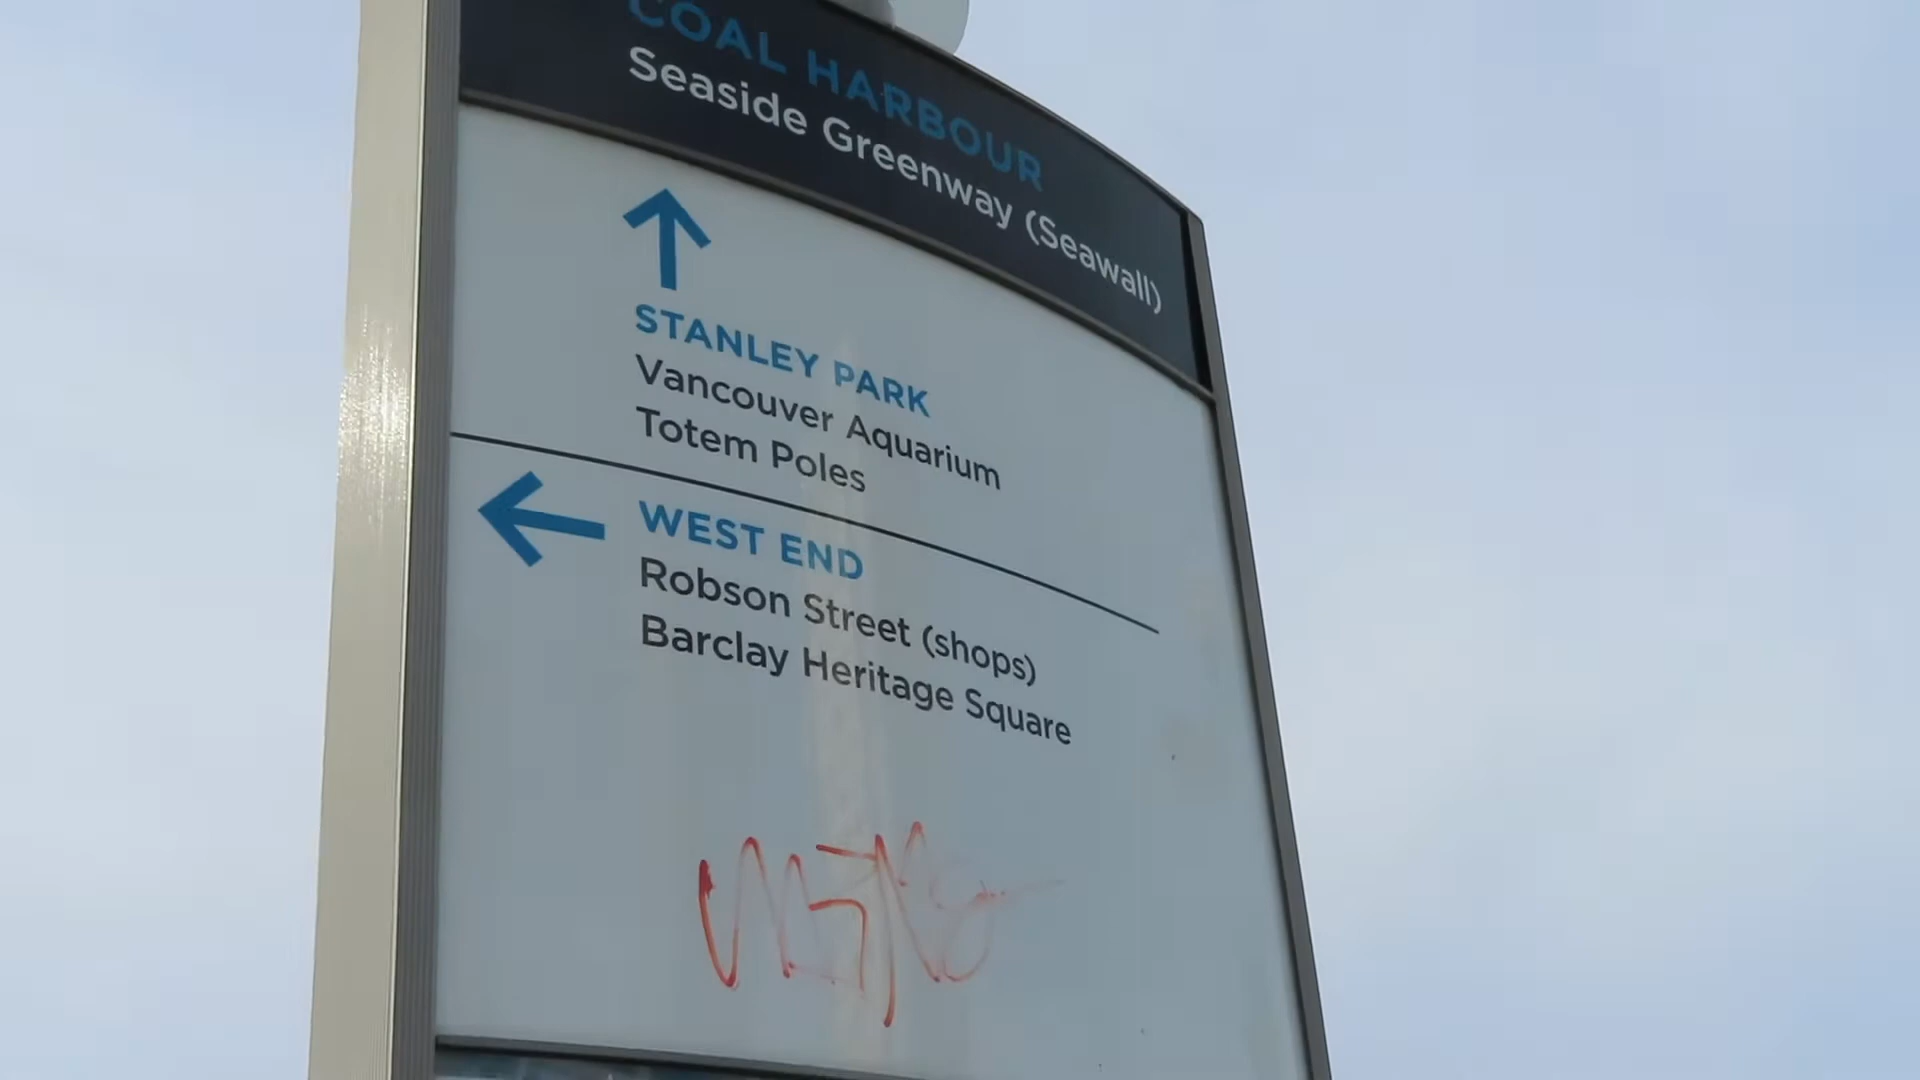 COAL HARBOUR
Seaside Greenway (Seawall)
STANLEY PARK
Vancouver Aquarium
Totem Poles
WEST END
Robson Street (shops)
Barclay Heritage Square